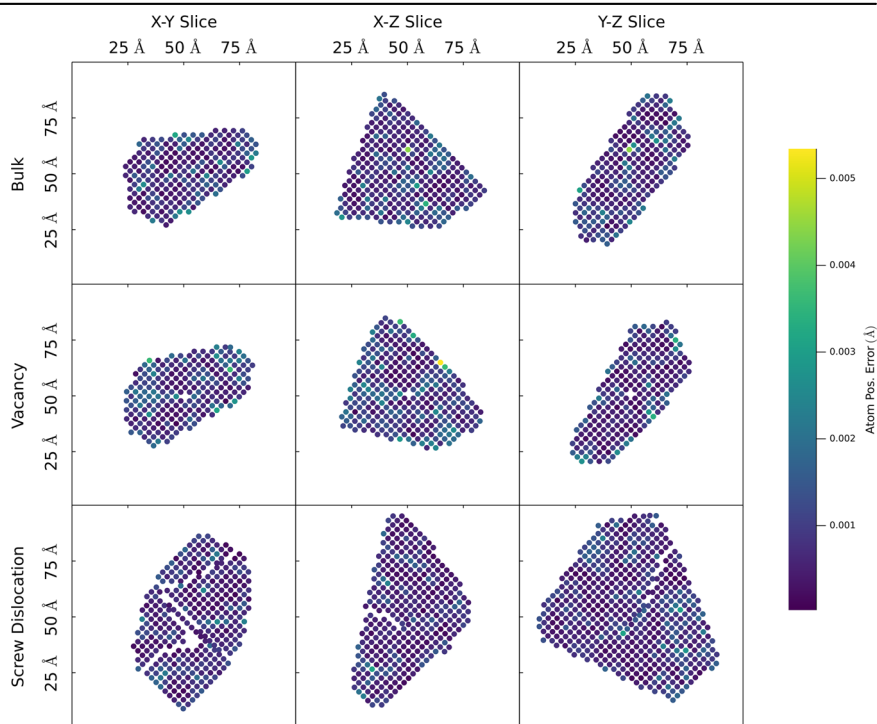 X-Y Slice X-Z Slice Y-Z Slice
25 Å 50 Å 75 Å 25 Å 50 Å 75 Å 25 Å 50 Å 75 Å
Bulk
75 Å
50 Å
25 Å
Vacancy
75 Å
50 Å
25 Å
Screw Dislocation
75 Å
50 Å
25 Å
0.005
0.004
0.003
0.002
0.001
Atom Pos. Error (Å)